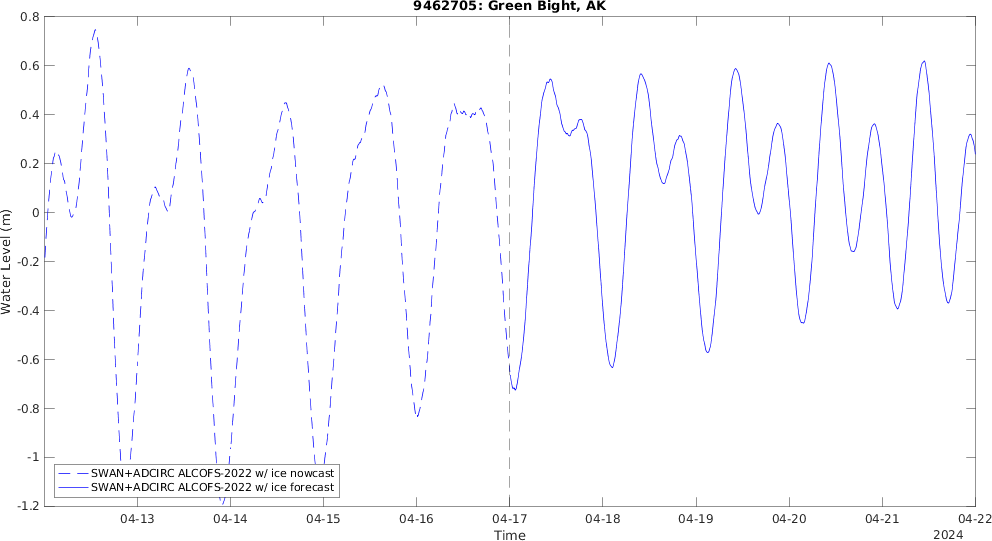 9462705: Green Bight, AK
Water Level (m)
0.8
0.6
0.4
0.2
0
-0.2
-0.4
-0.6
-0.8
-1
-1.2
SWAN+ADCIRC ALCOFS-2022 w/ ice nowcast
SWAN+ADCIRC ALCOFS-2022 w/ ice forecast
04-13 04-14 04-15 04-16 04-17 04-18 04-19 04-20 04-21 04-22
Time
2024